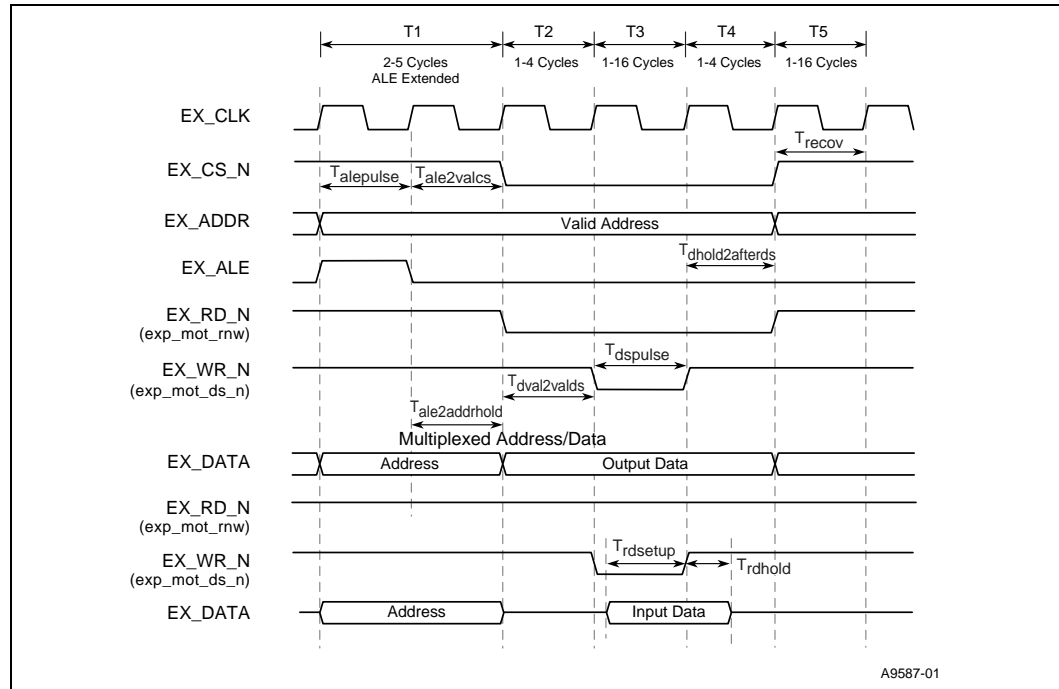 T1 T2 T3 T4 T5
2-5 Cycles 1-4 Cycles 1-16 Cycles 1-4 Cycles 1-16 Cycles
ALE Extended
EX_CLK
Trecov
EX_CS_N
Talepulse Tale2valcs
EX_ADDR
Valid Address
Tdhold2afterds
EX_ALE
EX_RD_N
(exp_mot_rnw)
Tdspulse
EX_WR_N
(exp_mot_ds_n)
Tdval2valds
Tale2addrhold
Multiplexed Address/Data
EX_DATA Address Output Data
EX_RD_N
(exp_mot_rnw)
EX_WR_N
(exp_mot_ds_n)
Trdsetup
Trdhold
EX_DATA Address Input Data
A9587-01